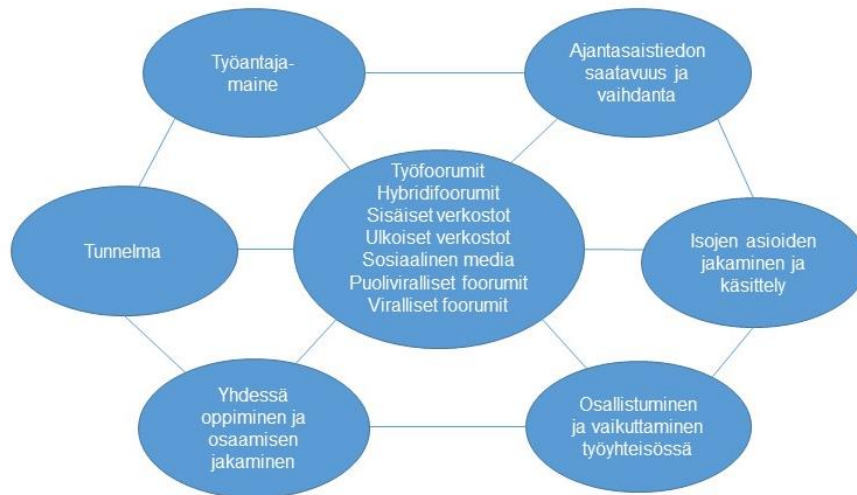 Työantaja-
maine
Ajantasaistiedon
saatavuus ja
vaihdanta
Työfoorumit
Hybridifoorumit
Sisäiset verkostot
Ulkoiset verkostot
Sosiaalinen media
Puoliviralliset foorumit
Viralliset foorumit
Tunnelma
Isojen asioiden
jakaminen ja
käsittely
Yhdessä
oppiminen ja
osaamisen
jakaminen
Osallistuminen
ja vaikuttaminen
työyhteisössä